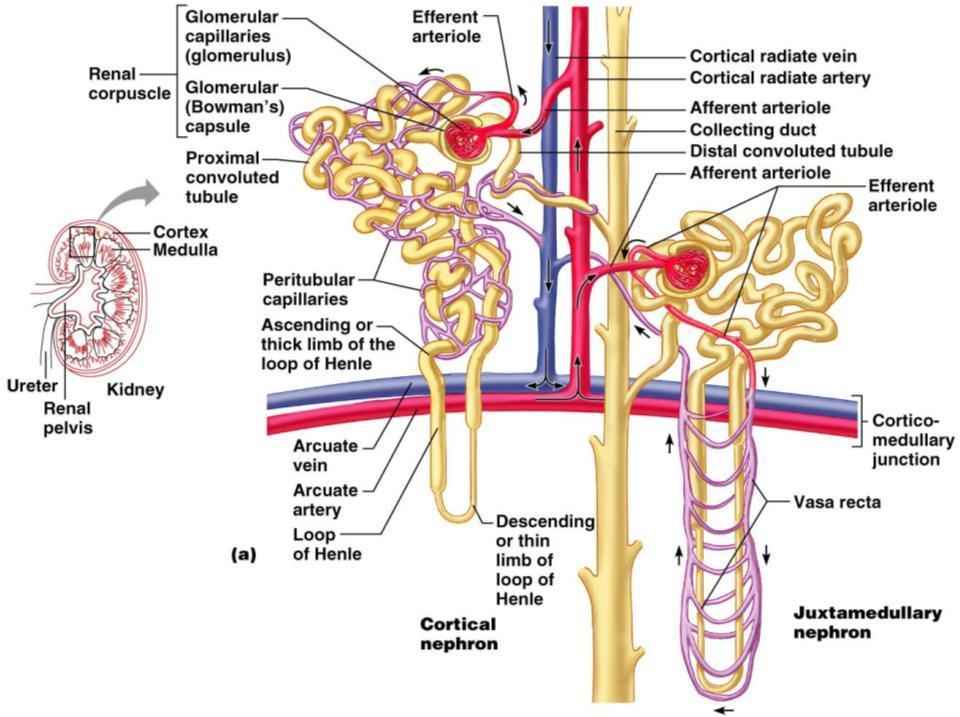 Glomerular
capillaries
(glomerulus)
Efferent
arteriole
Renal
corpuscle
Glomerular
(Bowman's)
capsule
Proximal
convoluted
tubule
Cortical radiate vein
Cortical radiate artery
Afferent arteriole
Collecting duct
Distal convoluted tubule
Afferent arteriole
Efferent
arteriole
Cortex
Medulla
Peritubular
capillaries
Ascending or
thick limb of the
loop of Henle
Ureter
Kidney
Renal
pelvis
Arcuate
vein
Arcuate
artery
Loop
of Henle
(a)
Descending
or thin
limb of
loop of
Henle
Cortical
nephron
Cortico-
medullary
junction
Vasa recta
Juxtamedullary
nephron